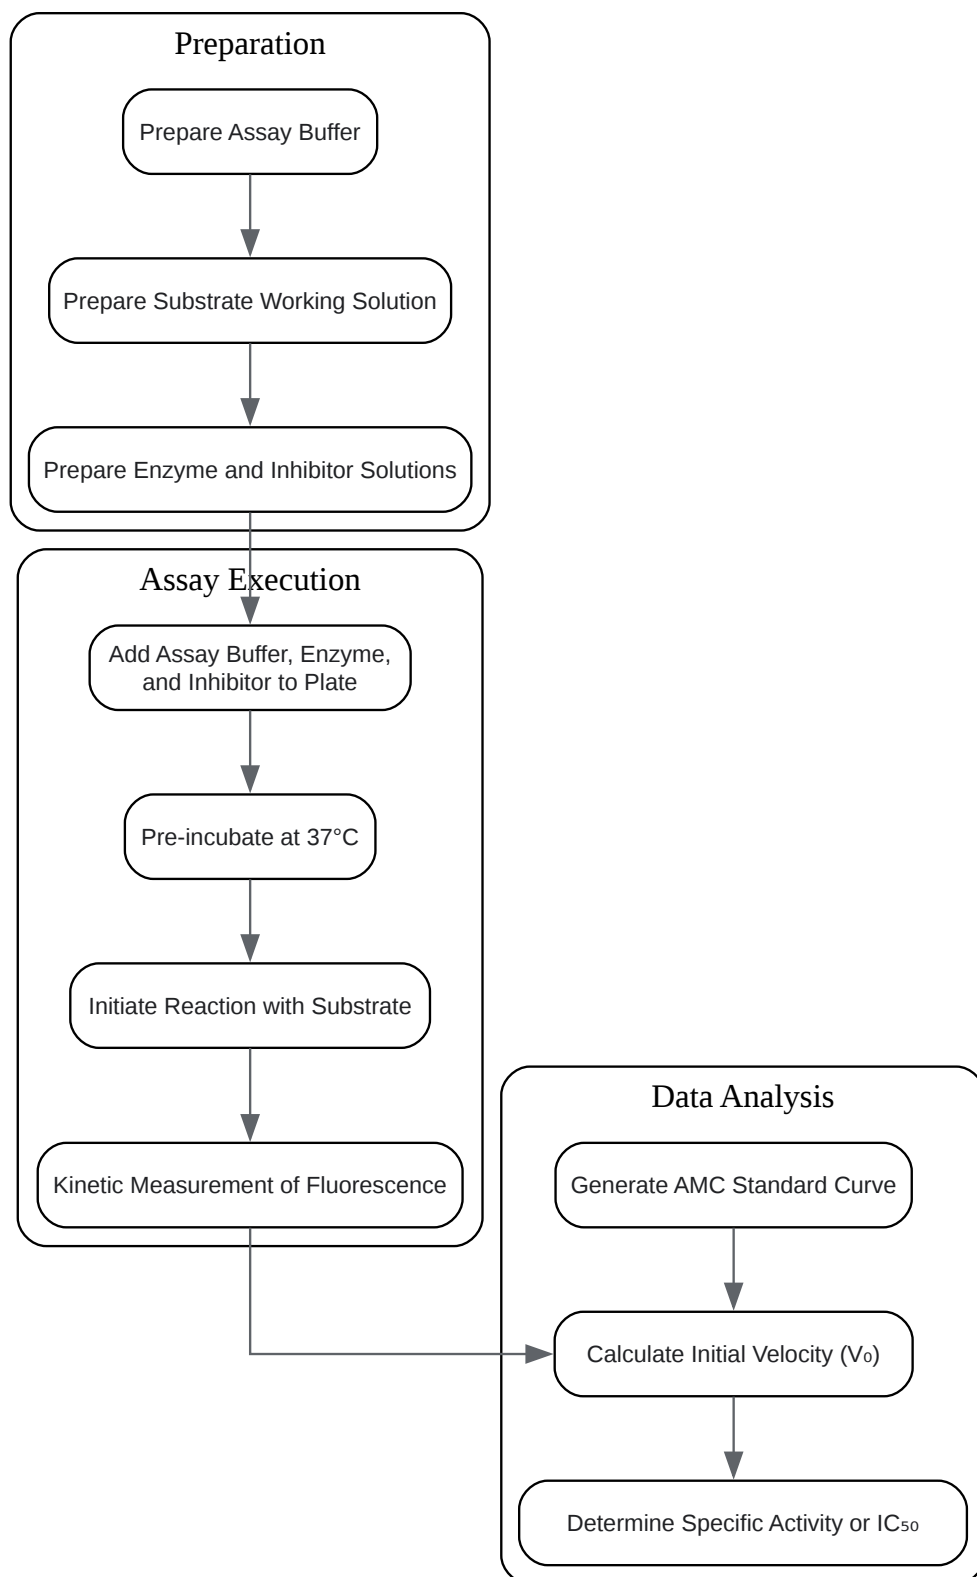 Preparation
Prepare Assay Buffer
Prepare Substrate Working Solution
Prepare Enzyme and Inhibitor Solutions
Assay Execution
Add Assay Buffer, Enzyme,
and Inhibitor to Plate
Pre-incubate at 37°C
Initiate Reaction with Substrate
Kinetic Measurement of Fluorescence
Data Analysis
Generate AMC Standard Curve
Calculate Initial Velocity (V₀)
Determine Specific Activity or IC₅₀